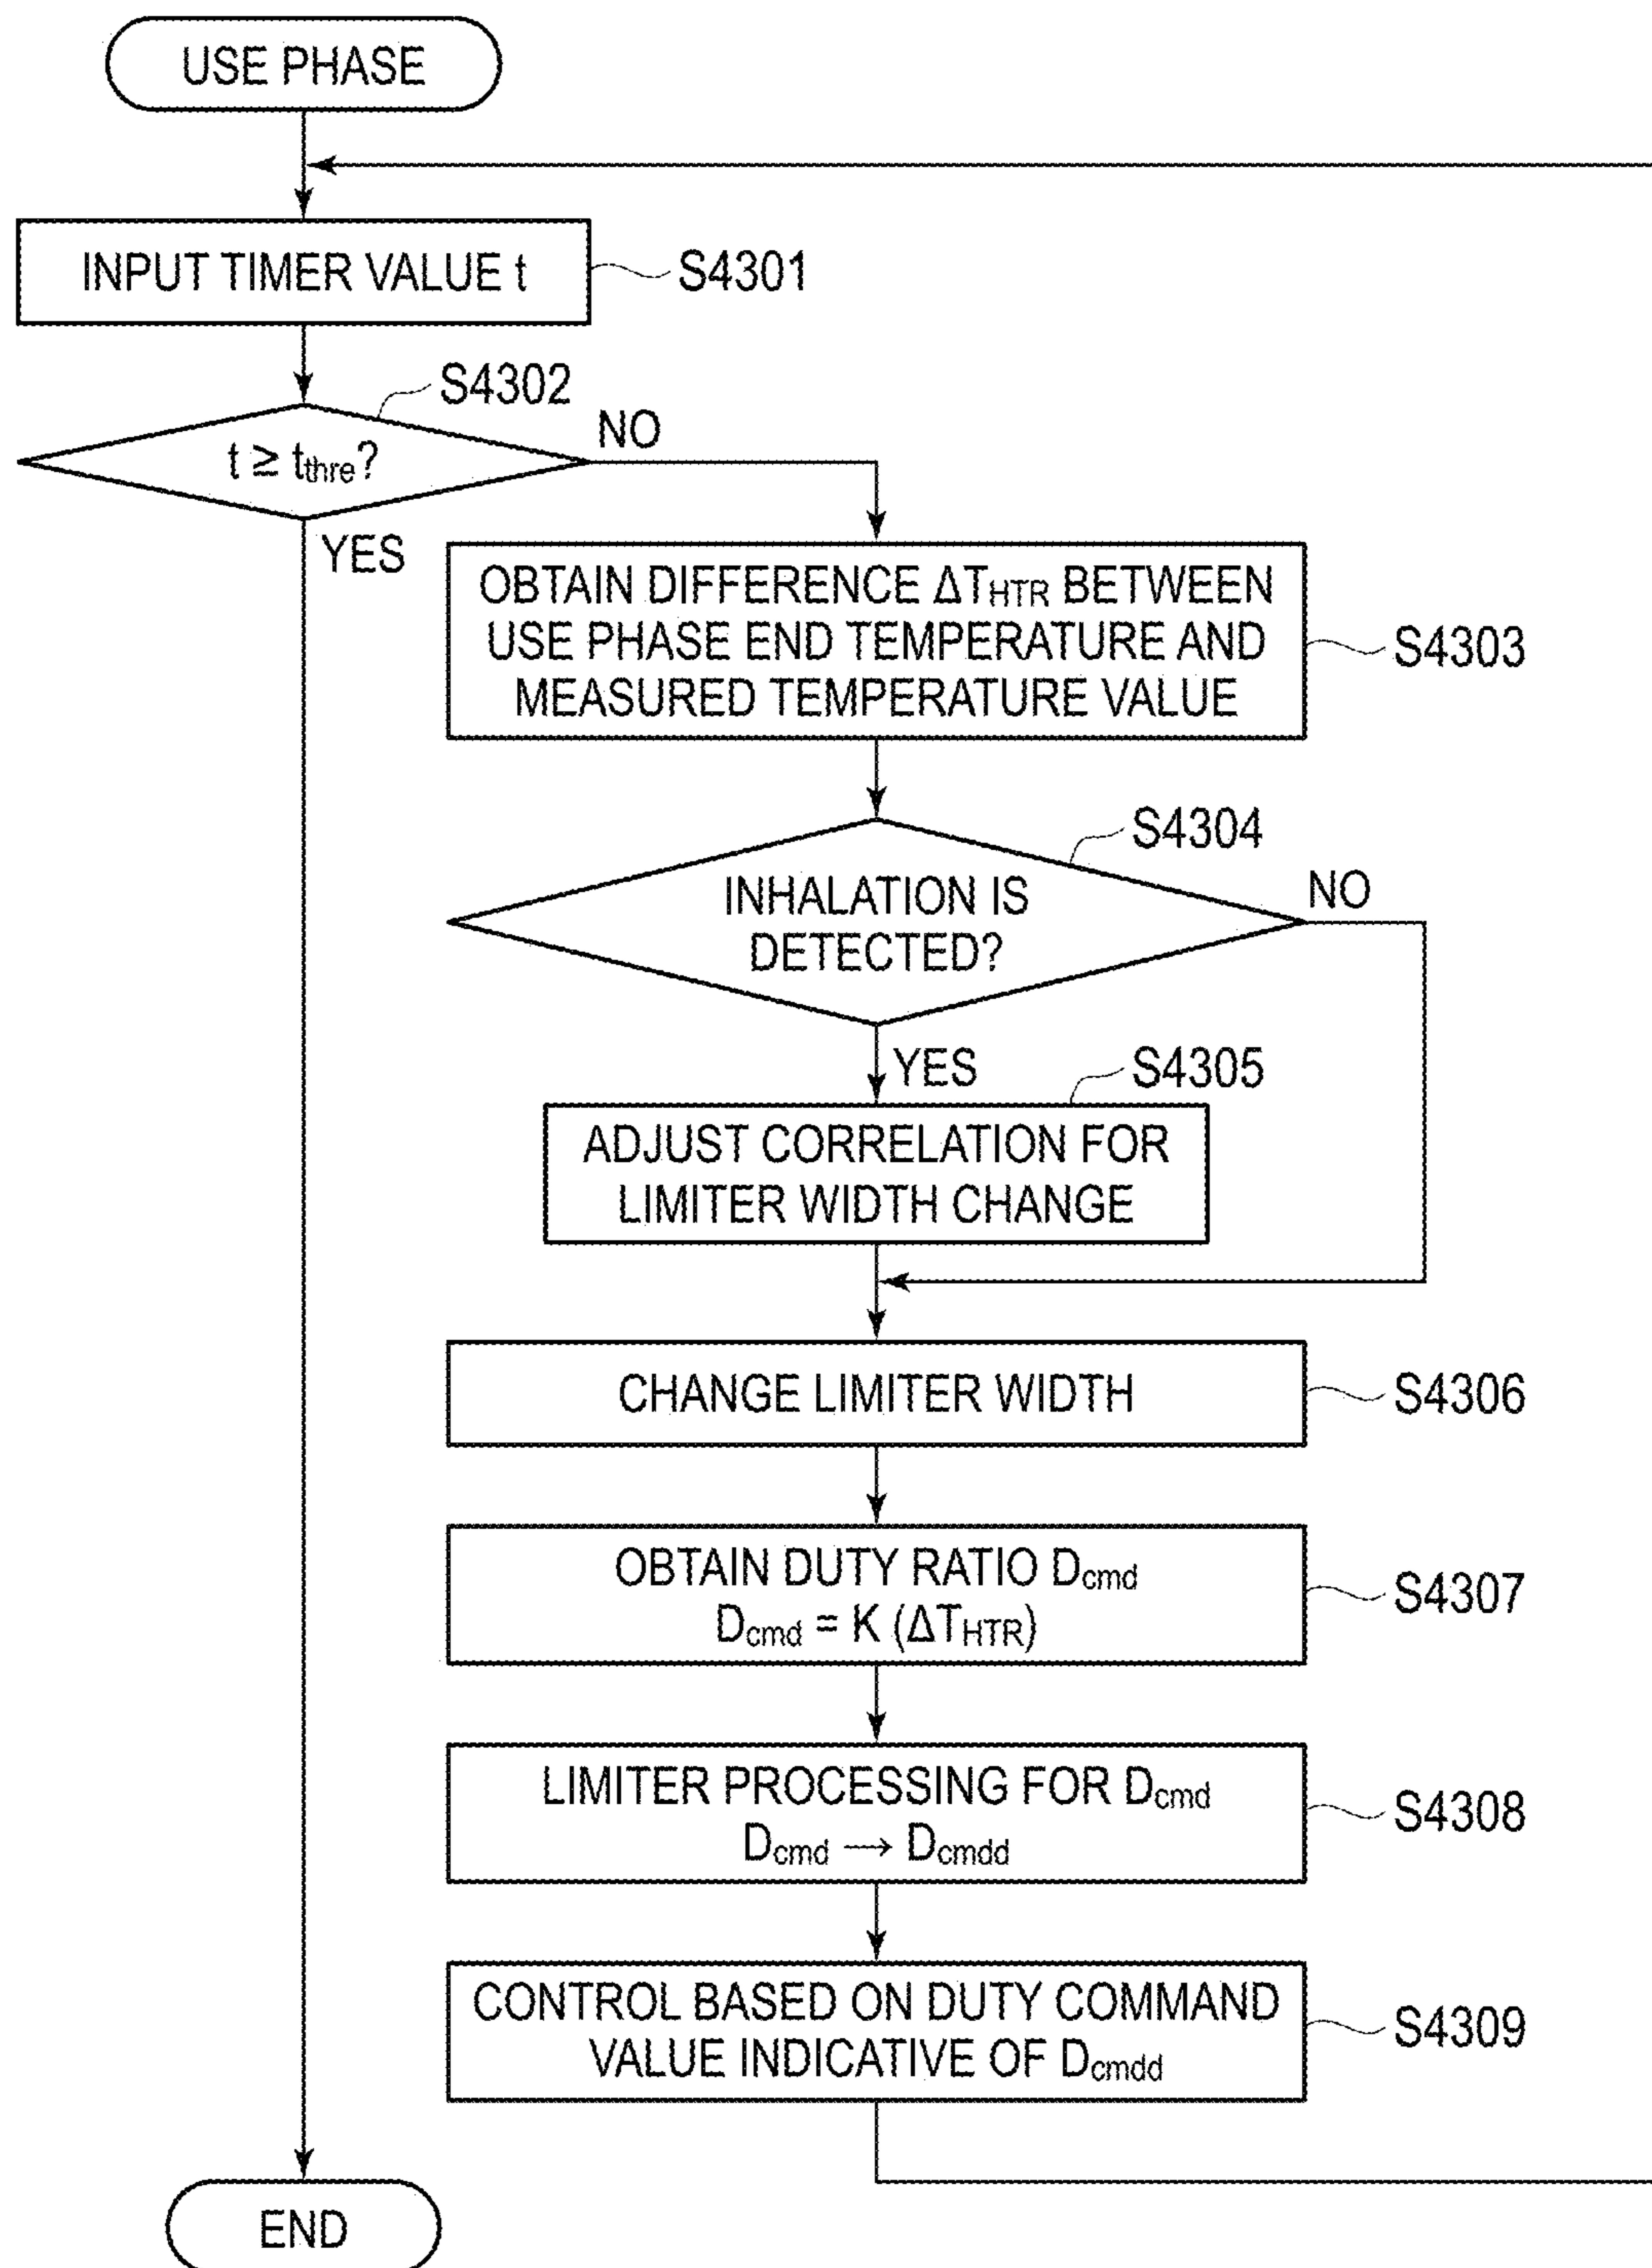 USE PHASE
INPUT TIMER VALUE t
S4301
S4302
t ≥ tthre?
NO
YES
OBTAIN DIFFERENCE ΔTHTR BETWEEN
USE PHASE END TEMPERATURE AND
MEASURED TEMPERATURE VALUE
S4303
S4304
INHALATION IS
DETECTED?
NO
YES
S4305
ADJUST CORRELATION FOR
LIMITER WIDTH CHANGE
CHANGE LIMITER WIDTH
S4306
OBTAIN DUTY RATIO Dcmd
Dcmd = K (ΔTHTR)
S4307
LIMITER PROCESSING FOR Dcmd
Dcmd → Dcmdd
S4308
CONTROL BASED ON DUTY COMMAND
VALUE INDICATIVE OF Dcmdd
S4309
END